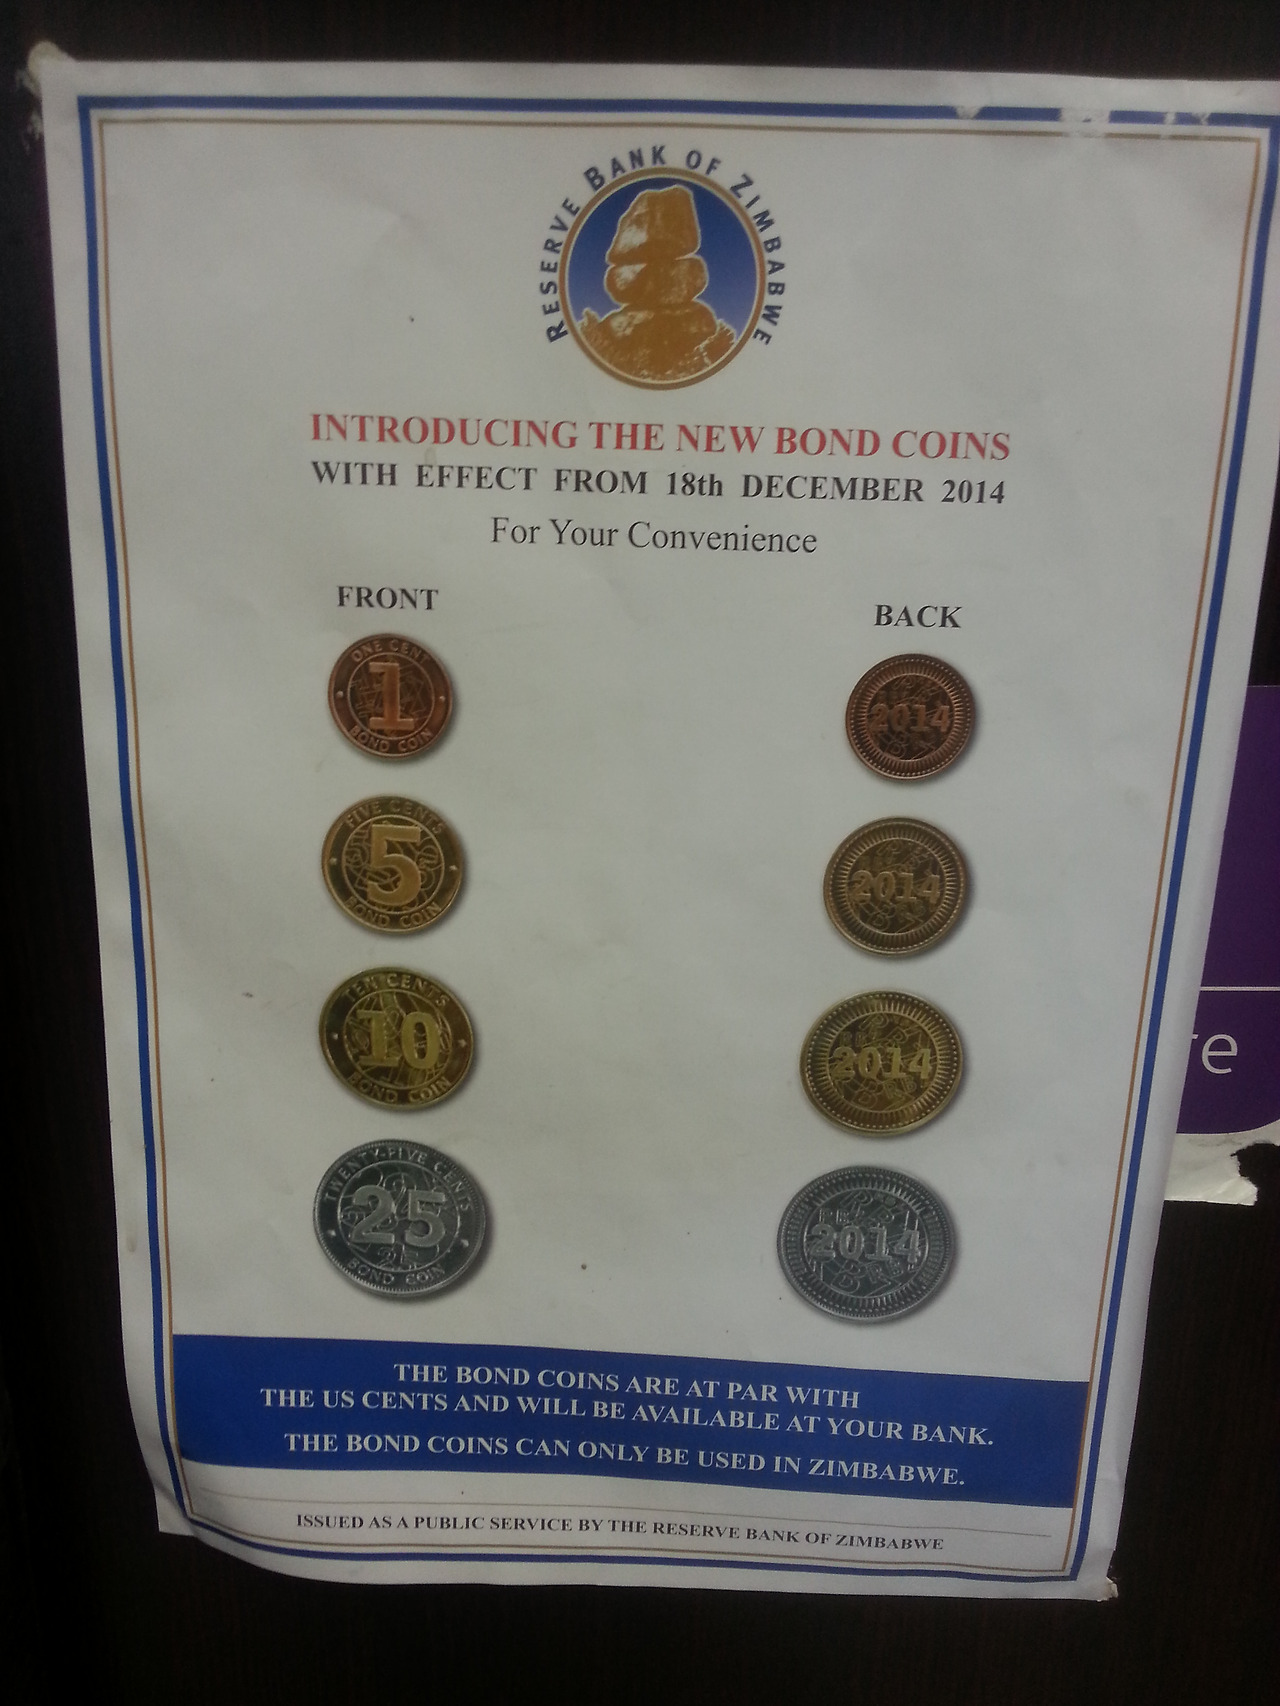 RESERVE BANK OF ZIMBABWE
INTRODUCING THE NEW BOND COINS
WITH EFFECT FROM 18th DECEMBER 2014
For Your Convenience
FRONT
BACK
ONE CENT
1
BOND COIN
2014
FIVE CENTS
5
BOND COIN
2014
TEN CENTS
10
BOND COIN
2014
re
TWENTY-FIVE CENTS
25
BOND COIN
2014
THE BOND COINS ARE AT PAR WITH
THE US CENTS AND WILL BE AVAILABLE AT YOUR BANK.
THE BOND COINS CAN ONLY BE USED IN ZIMBABWE.
ISSUED AS A PUBLIC SERVICE BY THE RESERVE BANK OF ZIMBABWE